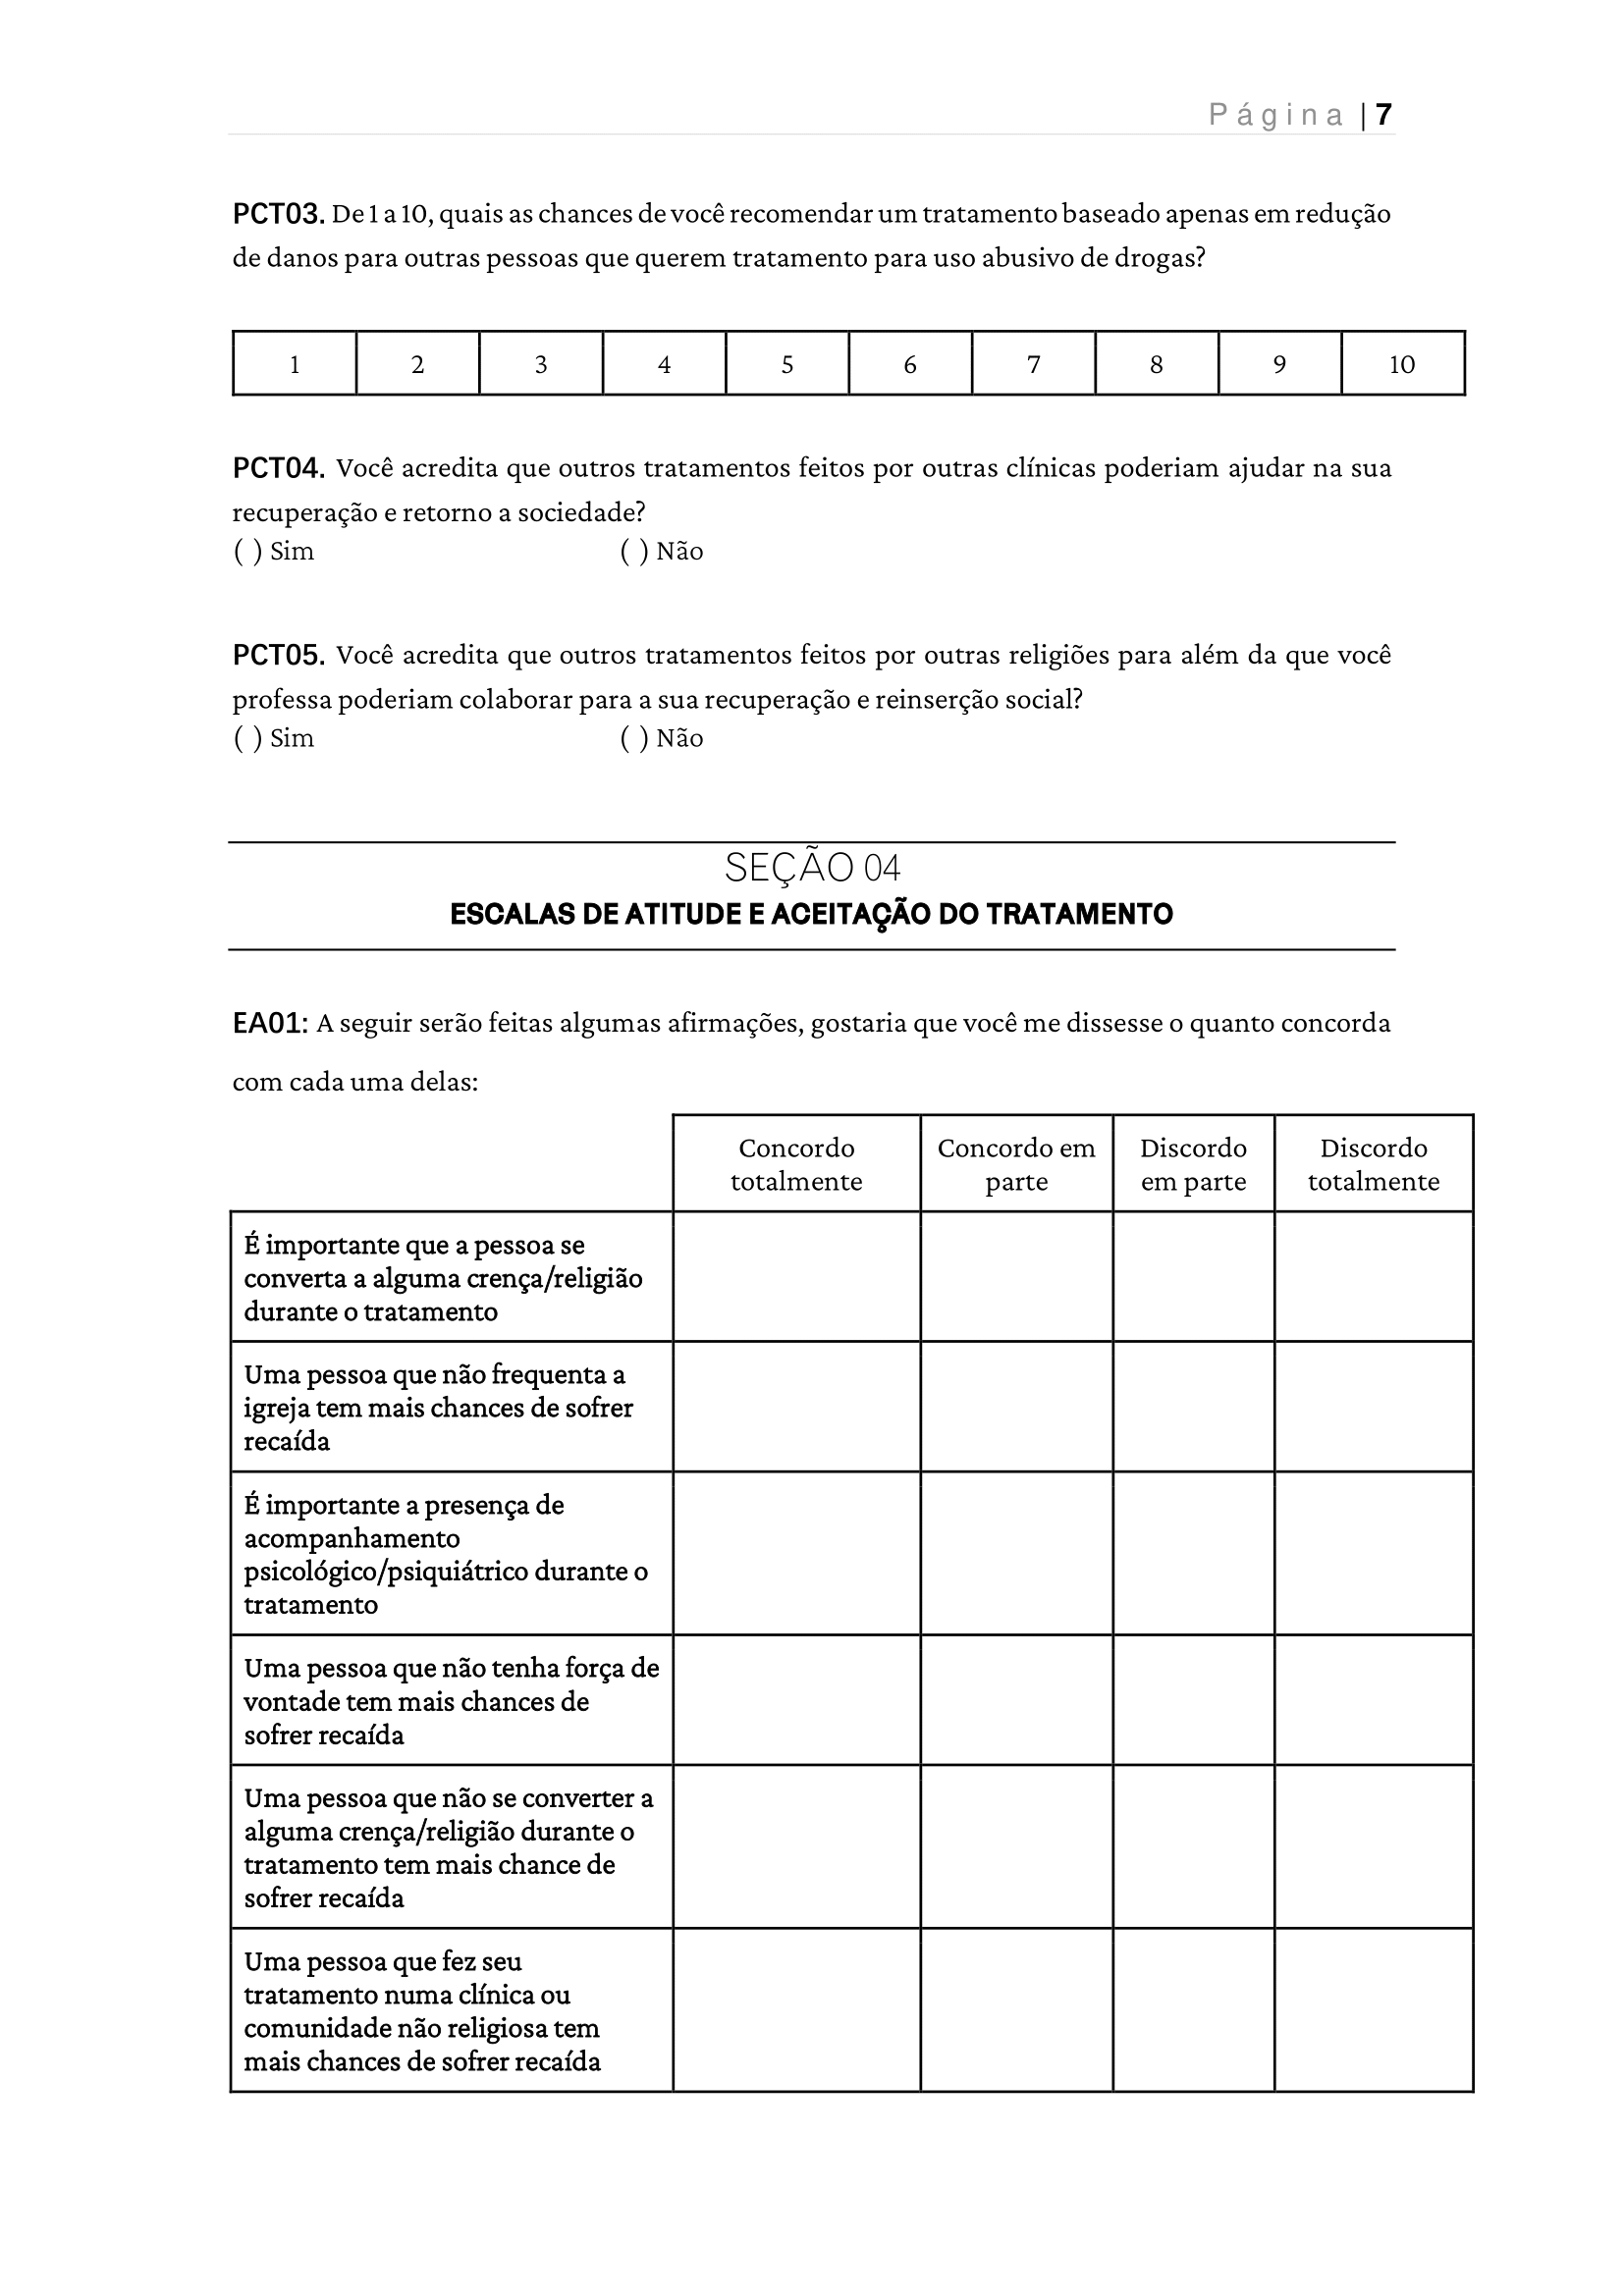 Página | 7
PCT03. De 1 a 10, quais as chances de você recomendar um tratamento baseado apenas em redução
de danos para outras pessoas que querem tratamento para uso abusivo de drogas?
1 2 3 4 5 6 7 8 9 10
PCT04. Você acredita que outros tratamentos feitos por outras clínicas poderiam ajudar na sua
recuperação e retorno a sociedade?
( ) Sim ( ) Não
PCT05. Você acredita que outros tratamentos feitos por outras religiões para além da que você
professa poderiam colaborar para a sua recuperação e reinserção social?
( ) Sim ( ) Não
SEÇÃO 04
ESCALAS DE ATITUDE E ACEITAÇÃO DO TRATAMENTO
EA01: A seguir serão feitas algumas afirmações, gostaria que você me dissesse o quanto concorda
com cada uma delas:
Concordo Concordo em Discordo Discordo
totalmente parte em parte totalmente
É importante que a pessoa se
converta a alguma crença/religião
durante o tratamento
Uma pessoa que não frequenta a
igreja tem mais chances de sofrer
recaída
É importante a presença de
acompanhamento
psicológico/psiquiátrico durante o
tratamento
Uma pessoa que não tenha força de
vontade tem mais chances de
sofrer recaída
Uma pessoa que não se converter a
alguma crença/religião durante o
tratamento tem mais chance de
sofrer recaída
Uma pessoa que fez seu
tratamento numa clínica ou
comunidade não religiosa tem
mais chances de sofrer recaída